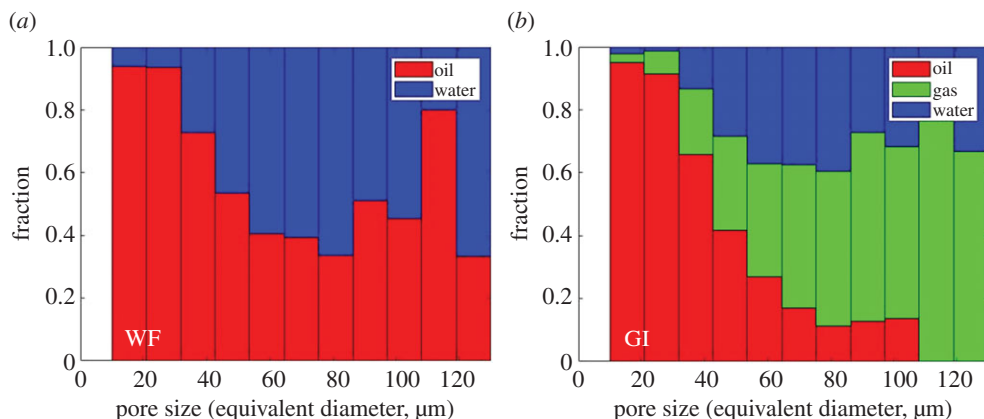 (a)
1.0
0.8
0.6
0.4
0.2
0
fraction
oil
water
WF
0 20 40 60 80 100 120
pore size (equivalent diameter, µm)
(b)
1.0
0.8
0.6
0.4
0.2
0
fraction
oil
gas
water
GI
0 20 40 60 80 100 120
pore size (equivalent diameter, µm)